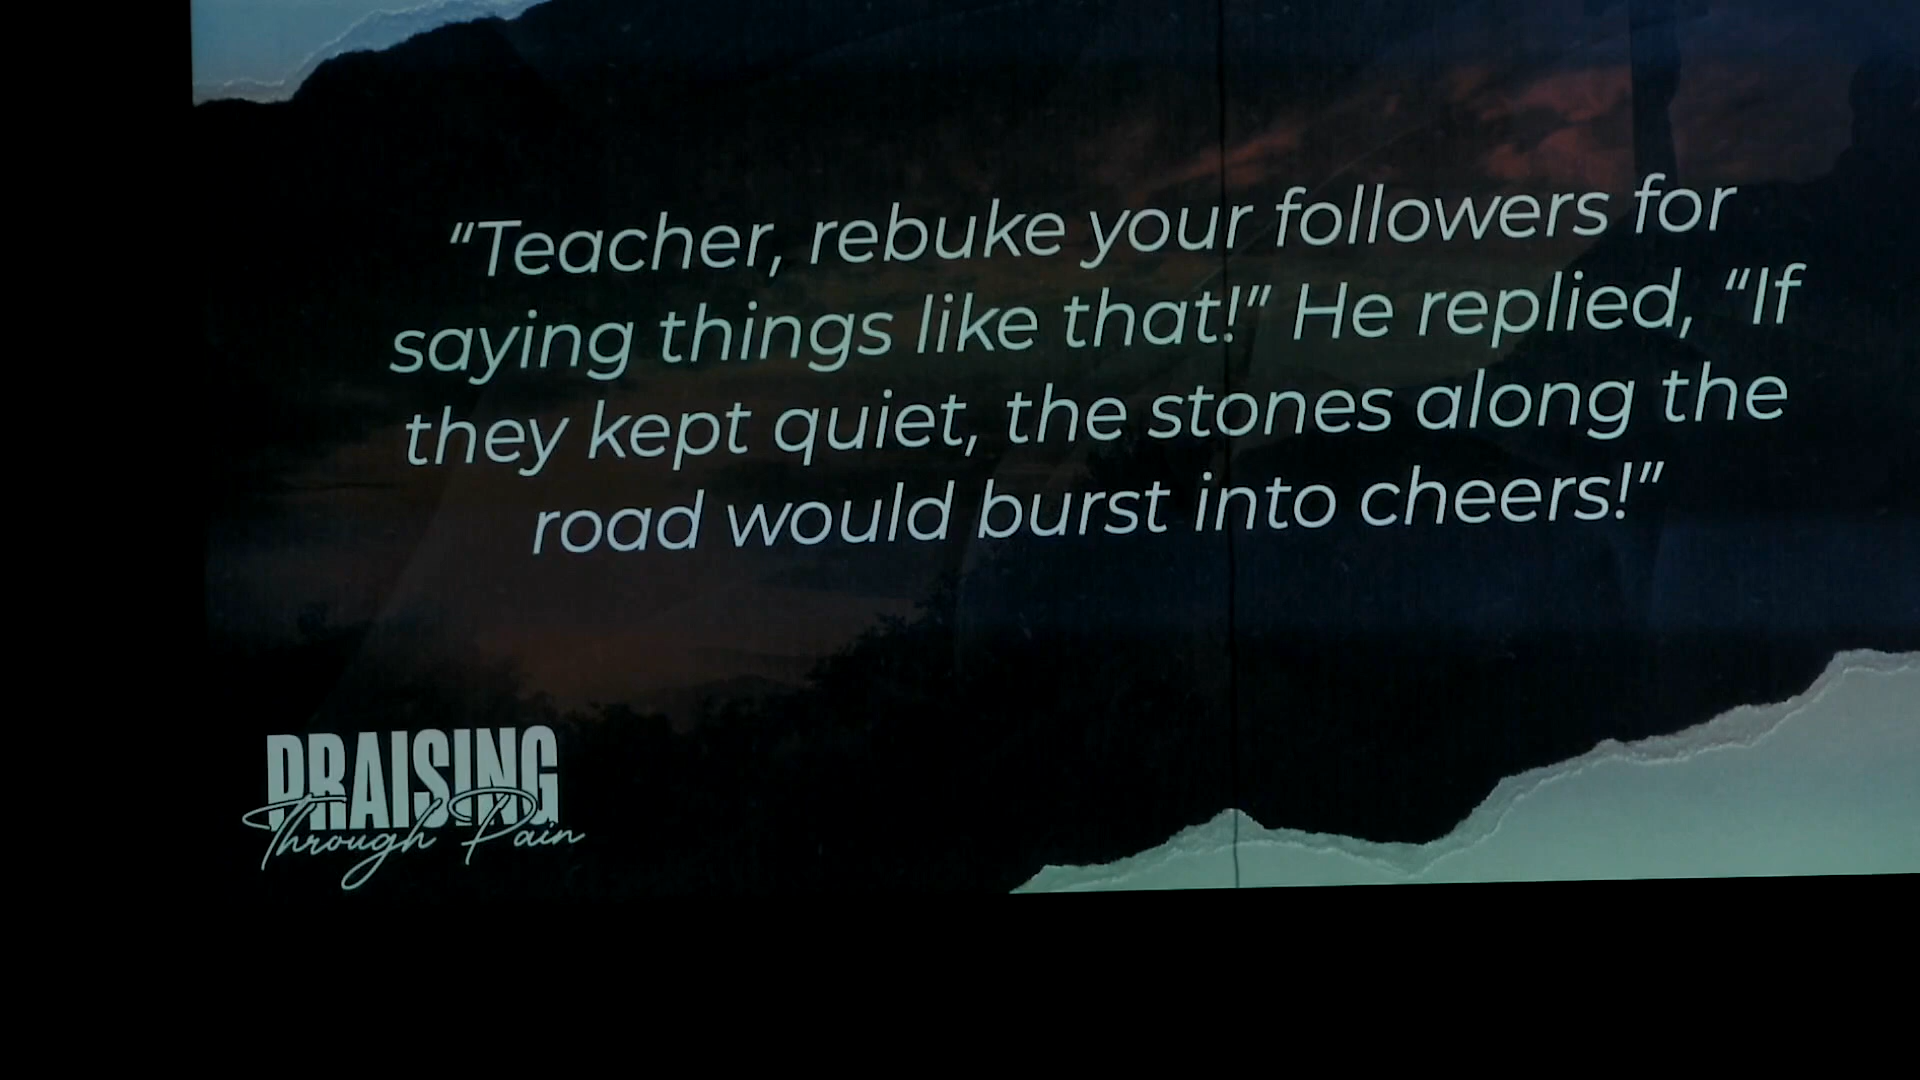 “Teacher, rebuke your followers for
saying things like that!” He replied, “If
they kept quiet, the stones along the
road would burst into cheers!”
PRAISING
Through Pain